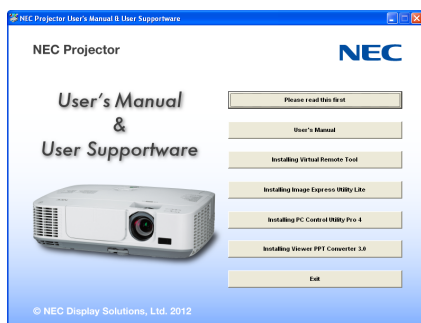 NEC Projector User's Manual & User Supportware
NEC Projector
NEC
User's Manual
&
User Supportware
Please read this first
User's Manual
Installing Virtual Remote Tool
Installing Image Express Utility Lite
Installing PC Control Utility Pro 4
Installing Viewer PPT Converter 3.0
Exit
© NEC Display Solutions, Ltd. 2012